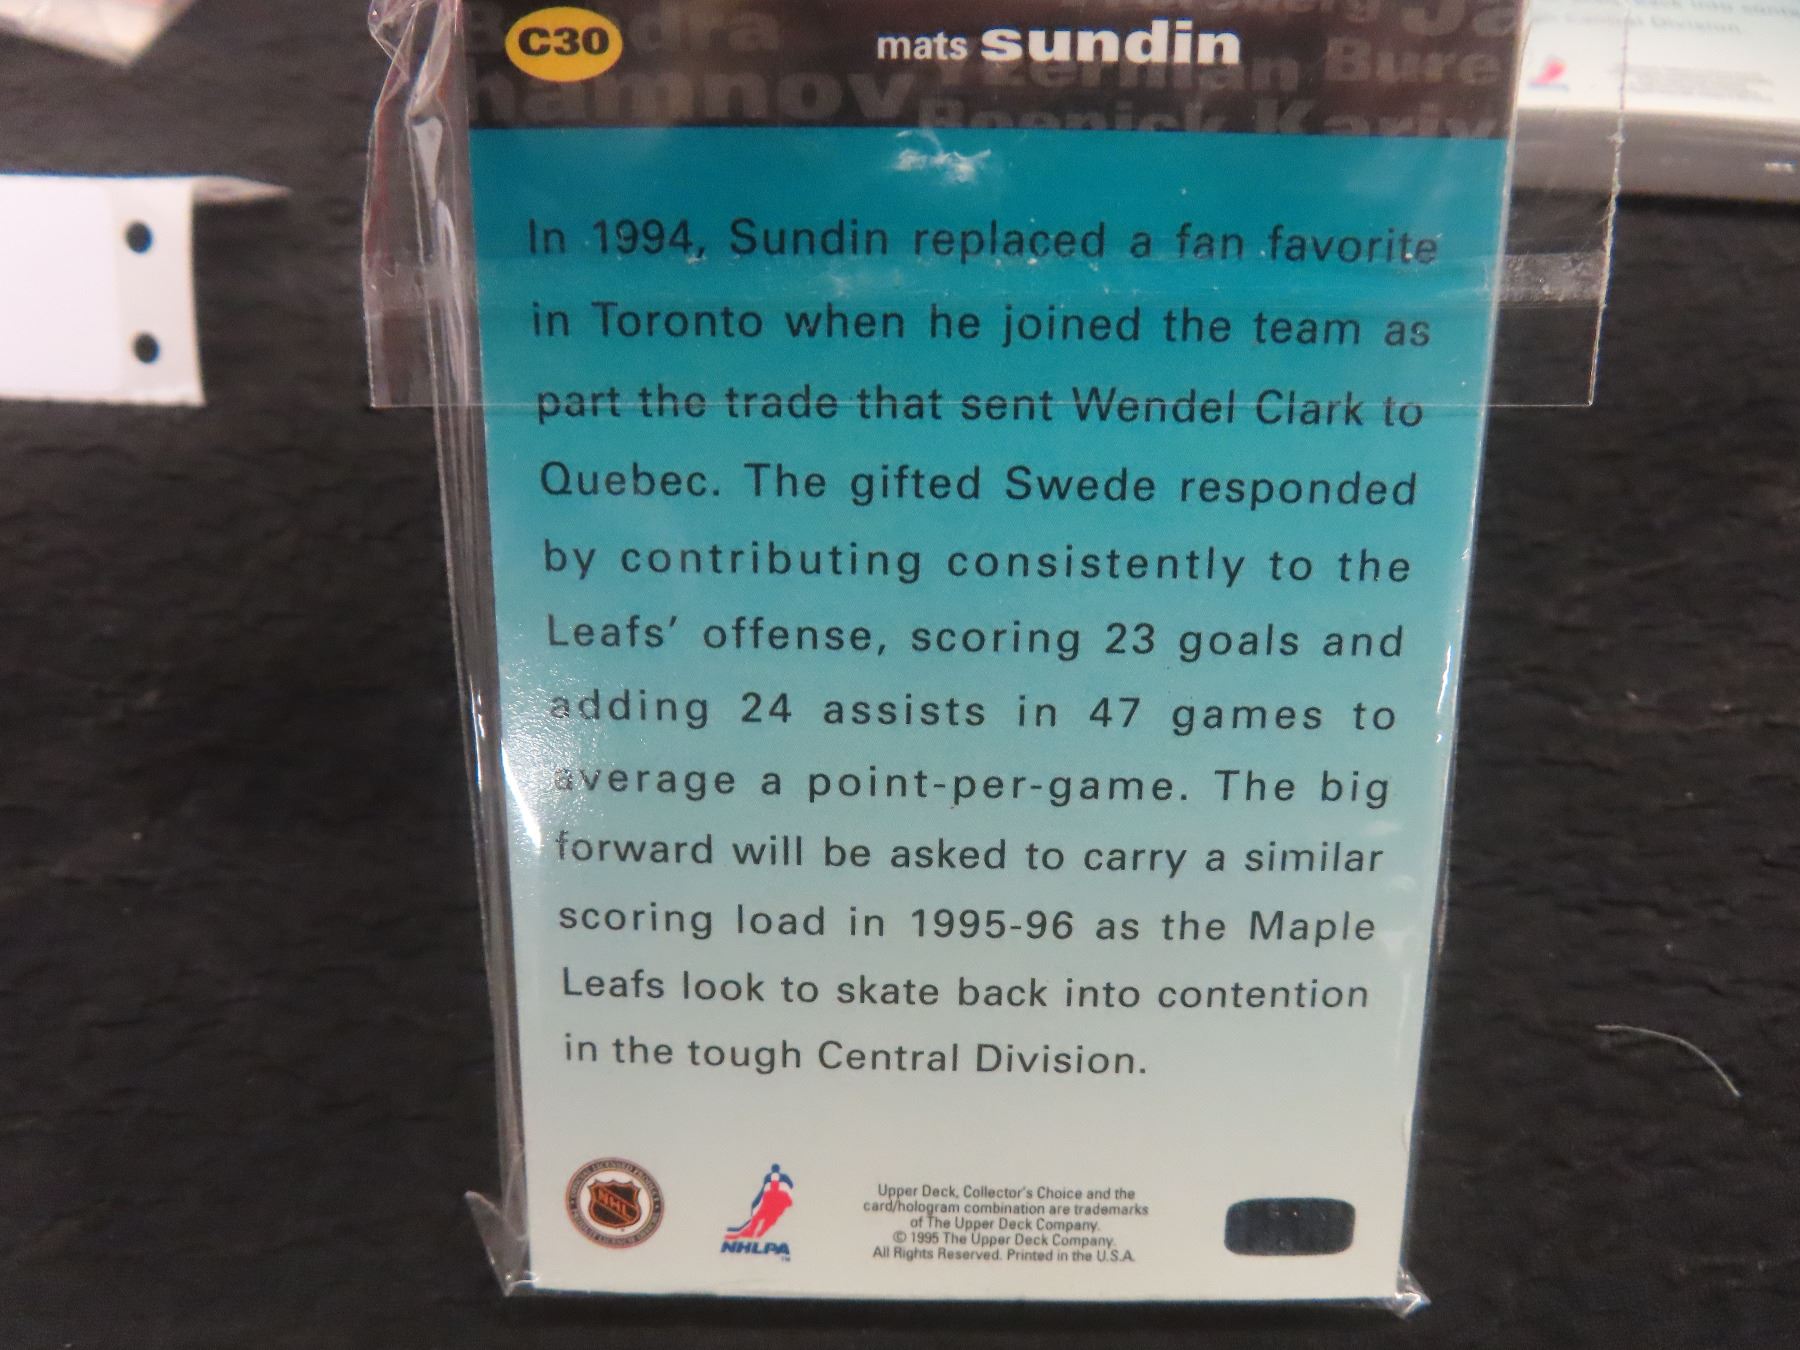 C30
mats sundin
In 1994, Sundin replaced a fan favorite
in Toronto when he joined the team as
part the trade that sent Wendel Clark to
Quebec. The gifted Swede responded
by contributing consistently to the
Leafs' offense, scoring 23 goals and
adding 24 assists in 47 games to
average a point-per-game. The big
forward will be asked to carry a similar
scoring load in 1995-96 as the Maple
Leafs look to skate back into contention
in the tough Central Division.
NHL
NHLPA
TM
Upper Deck, Collector's Choice and the
card/hologram combination are trademarks
of The Upper Deck Company.
© 1995 The Upper Deck Company.
All Rights Reserved. Printed in the U.S.A.